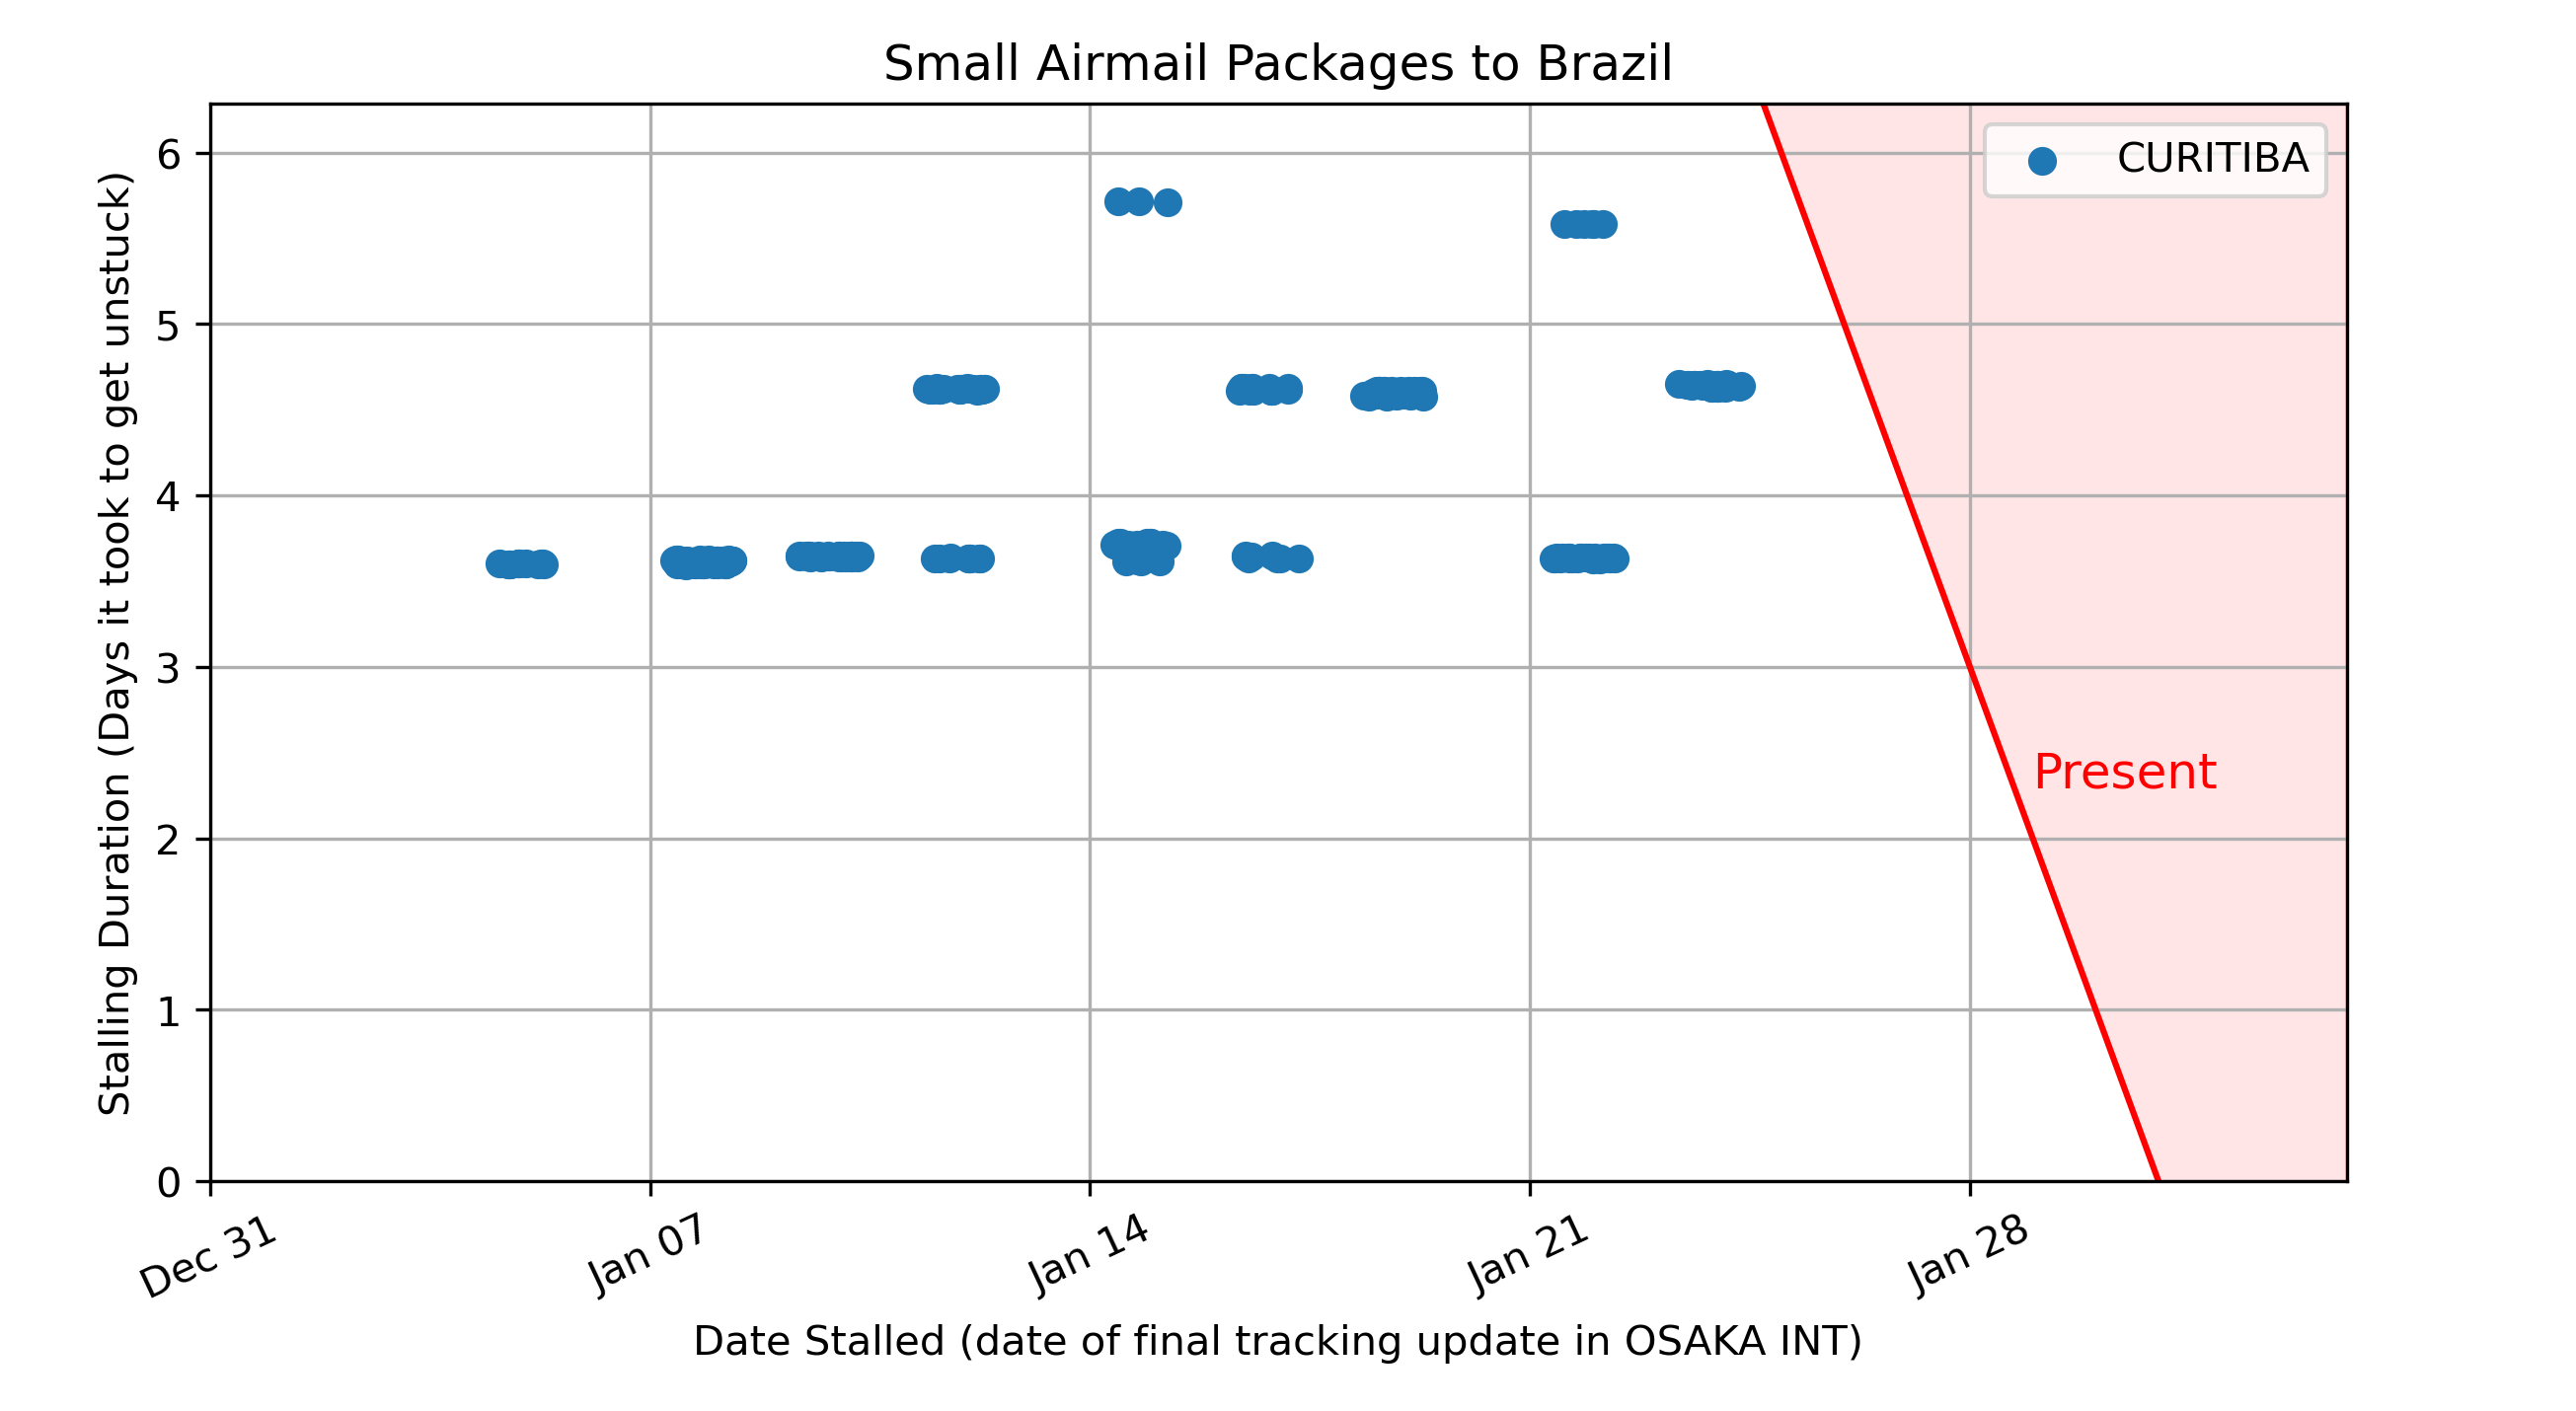 Small Airmail Packages to Brazil
CURITIBA
Stalling Duration (Days it took to get unstuck)
6
5
4
3
2
1
0
Present
Dec 31
Jan 07
Jan 14
Jan 21
Jan 28
Date Stalled (date of final tracking update in OSAKA INT)